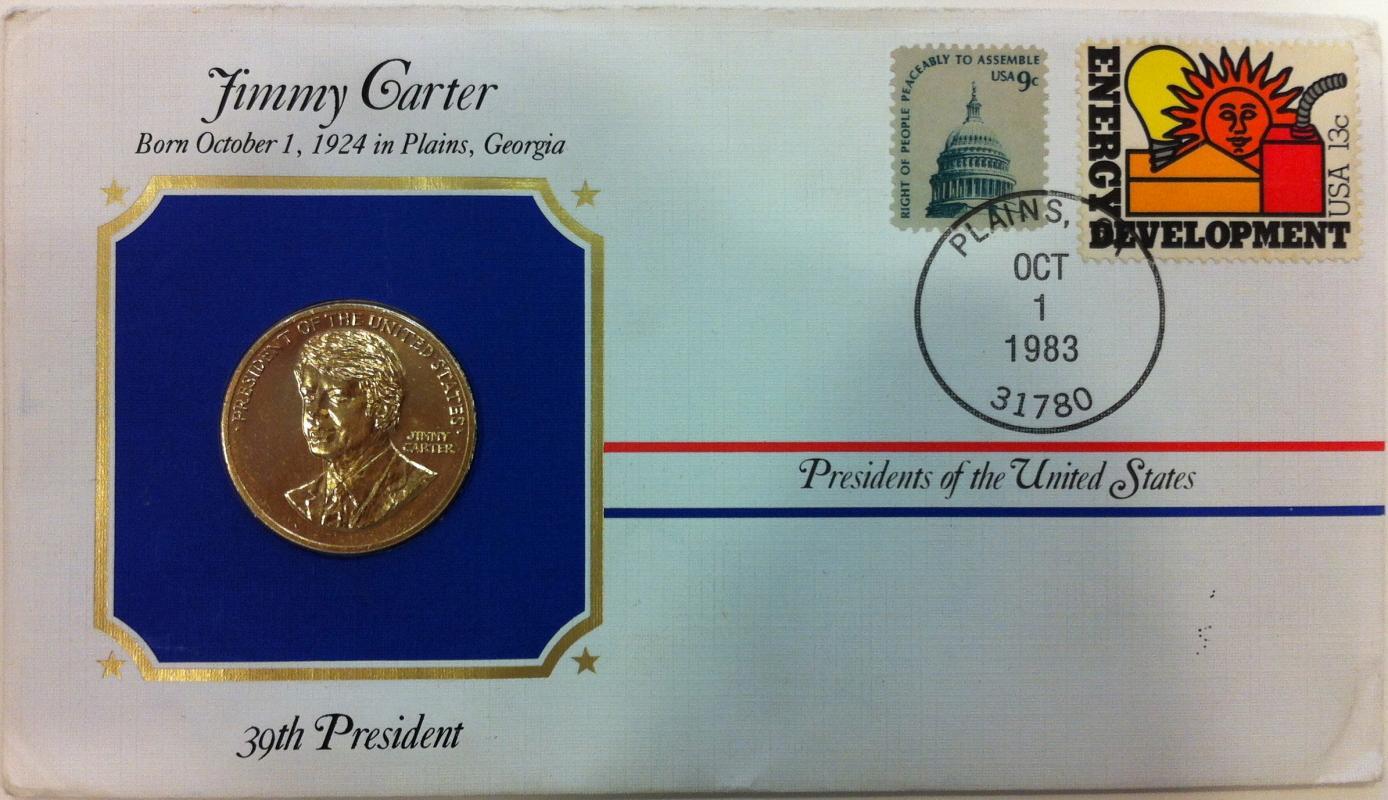 Jimmy Carter
Born October 1, 1924 in Plains, Georgia
PRESIDENT OF THE UNITED STATES
JIMMY
CARTER
39th President
RIGHT OF PEOPLE PEACEABLY TO ASSEMBLE
USA 9c
ENERGY
DEVELOPMENT
USA 13c
PLAINS,
OCT
1
1983
31780
Presidents of the United States